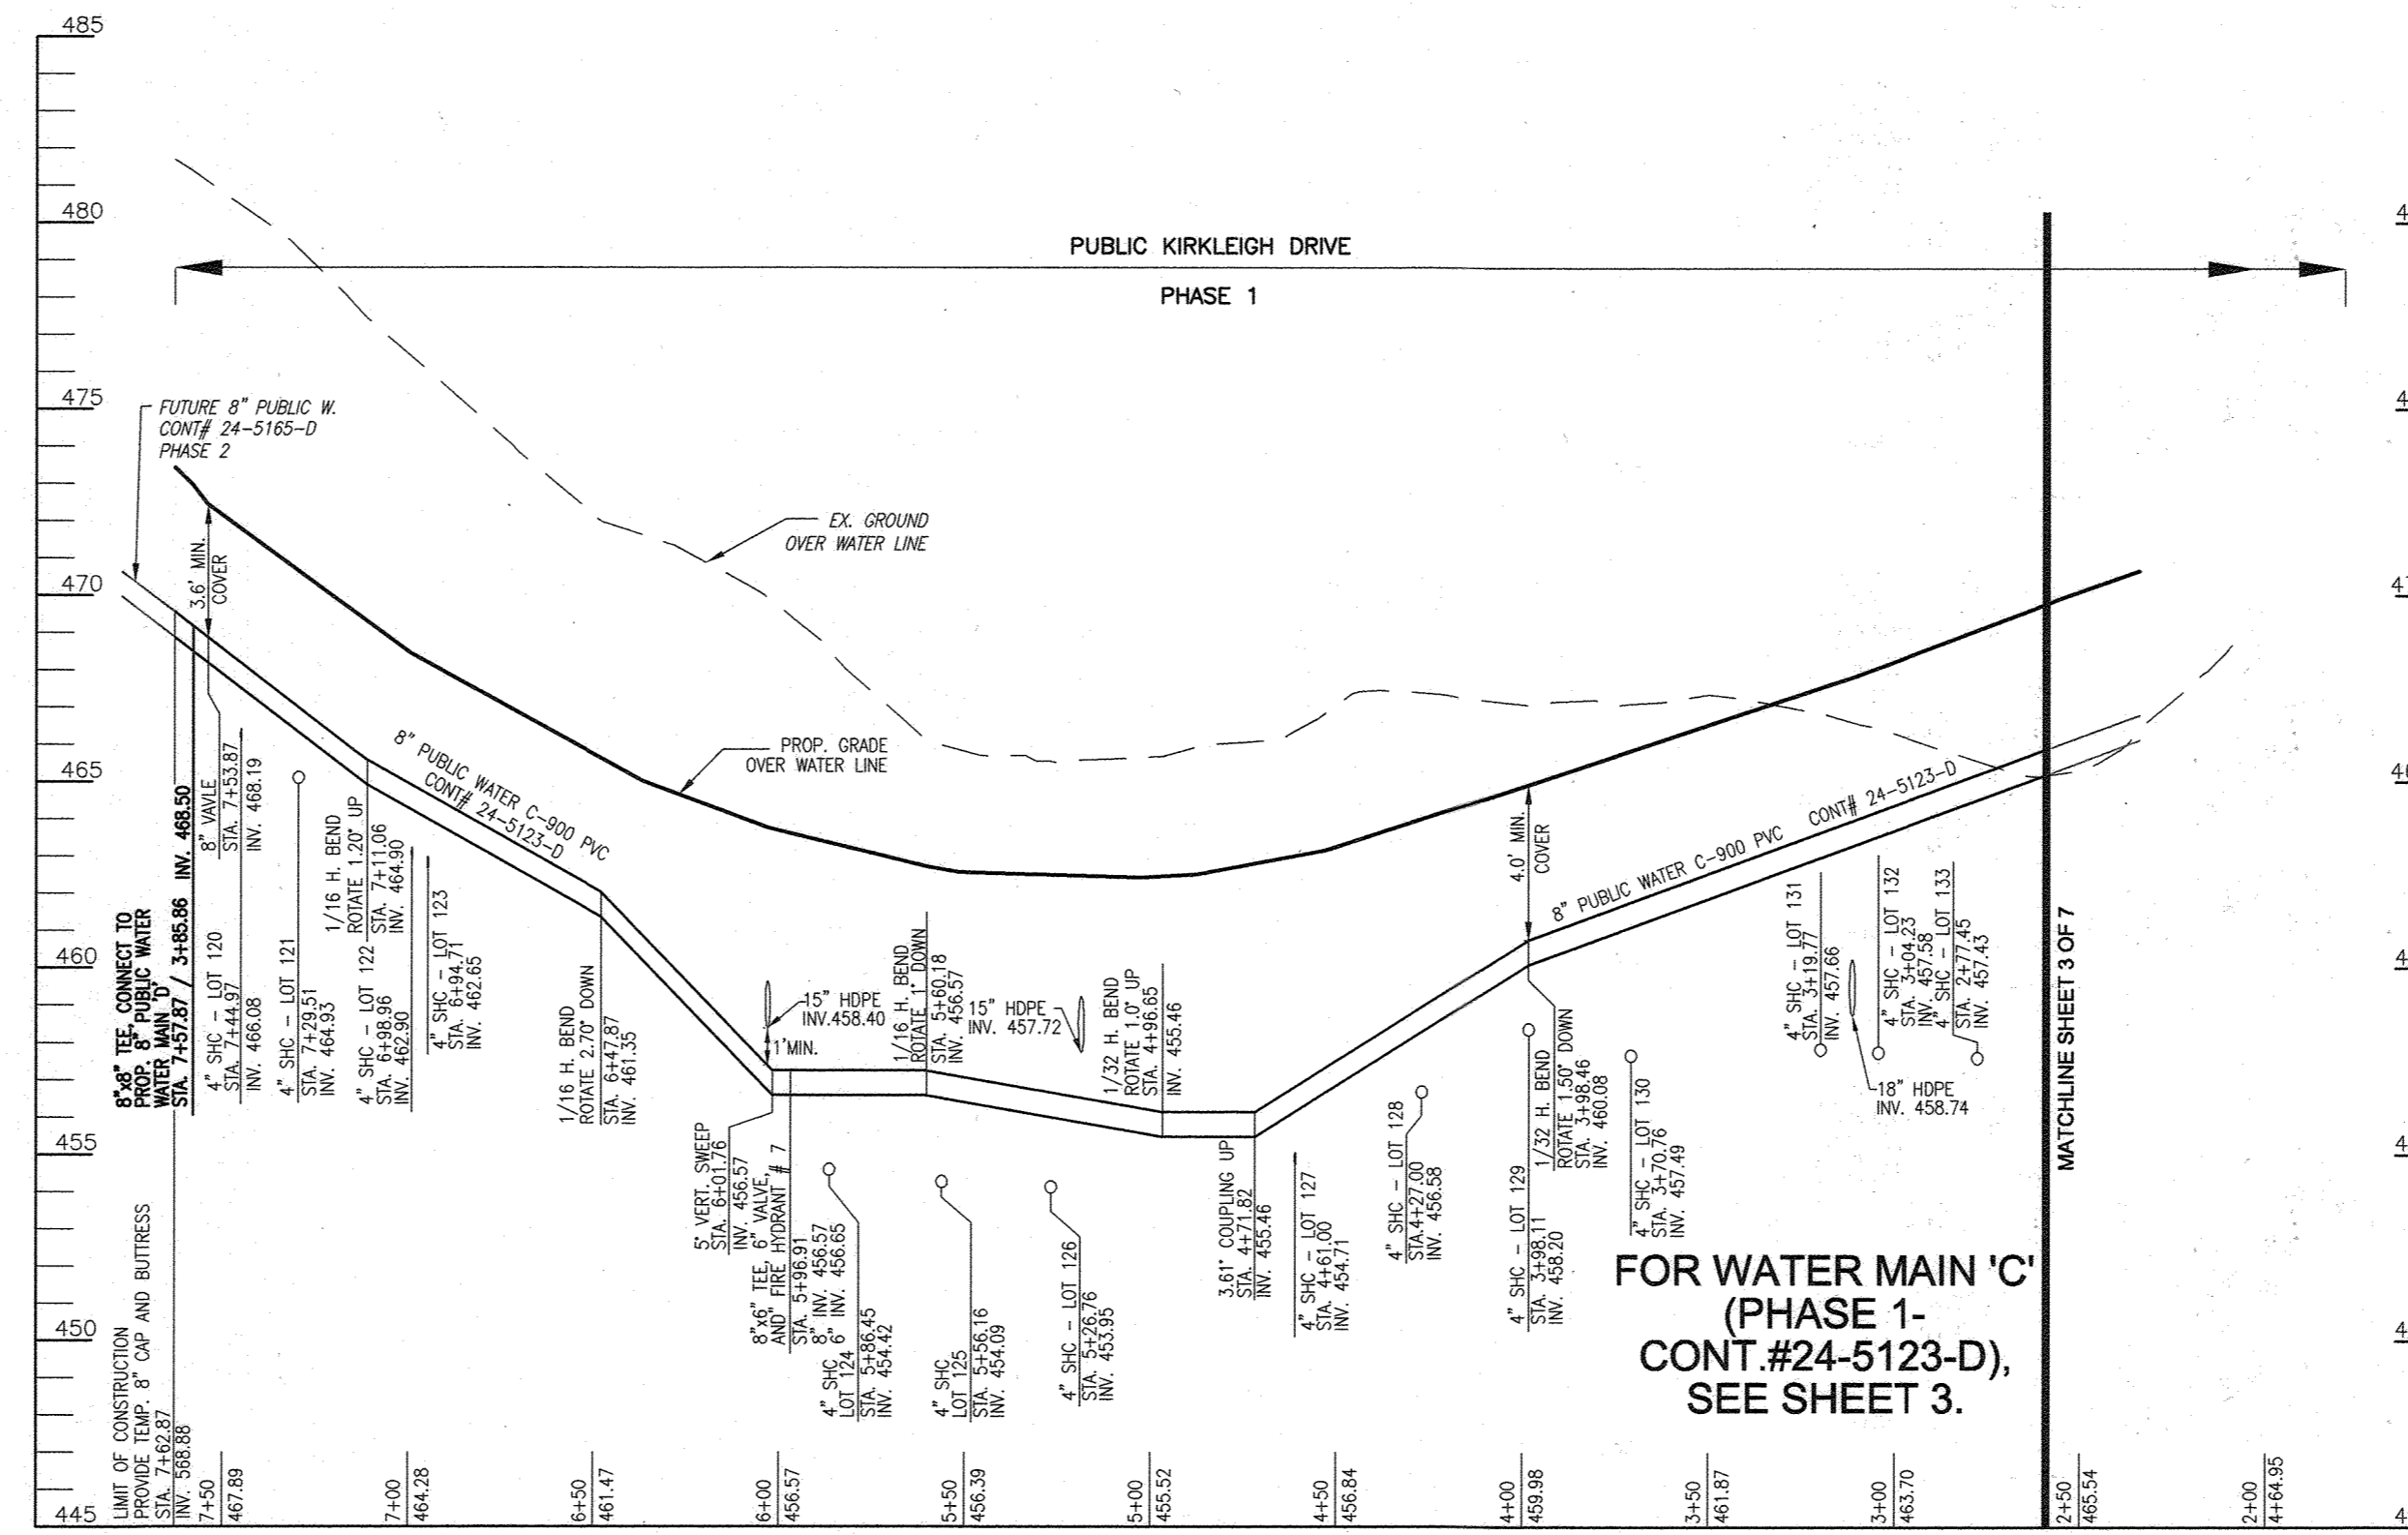 485
480
475
470
465
460
455
450
445
PUBLIC KIRKLEIGH DRIVE
PHASE 1
FUTURE 8" PUBLIC W.
CONT# 24-5165-D
PHASE 2
3.6' MIN.
COVER
EX. GROUND
OVER WATER LINE
PROP. GRADE
OVER WATER LINE
8" PUBLIC WATER C-900 PVC
CONT# 24-5123-D
4.0' MIN.
COVER
8" PUBLIC WATER C-900 PVC CONT# 24-5123-D
8"x8" TEE, CONNECT TO
PROP. 8" PUBLIC WATER
WATER MAIN 'D'
STA. 7+57.87 / 3+85.86 INV. 468.50
8" VAVLE
STA. 7+53.87
INV. 468.19
4" SHC - LOT 120
STA. 7+44.97
INV. 466.08
4" SHC - LOT 121
STA. 7+29.51
INV. 464.93
1/16 H. BEND
ROTATE 1.20° UP
STA. 7+11.06
INV. 464.90
4" SHC - LOT 122
STA. 6+98.96
INV. 462.90
4" SHC - LOT 123
STA. 6+94.71
INV. 462.65
1/16 H. BEND
ROTATE 2.70° DOWN
STA. 6+47.87
INV. 461.35
15" HDPE
INV.458.40
1'MIN.
5° VERT. SWEEP
STA. 6+01.76
INV. 456.57
8"x6" TEE, 6" VALVE,
AND" FIRE HYDRANT # 7
STA. 5+96.91
8" INV. 456.57
6" INV. 456.65
4" SHC
LOT 124
STA. 5+86.45
INV. 454.42
1/16 H. BEND
ROTATE 1° DOWN
STA. 5+60.18
INV. 456.57
4" SHC
LOT 125
STA. 5+56.16
INV. 454.09
15" HDPE
INV. 457.72
4" SHC - LOT 126
STA. 5+26.76
INV. 453.95
1/32 H. BEND
ROTATE 1.0° UP
STA. 4+96.65
INV. 455.46
3.61° COUPLING UP
STA. 4+71.82
INV. 455.46
4" SHC - LOT 127
STA. 4+61.00
INV. 454.71
4" SHC - LOT 128
STA.4+27.00
INV. 456.58
4" SHC - LOT 129
STA. 3+98.11
INV. 458.20
1/32 H. BEND
ROTATE 1.50° DOWN
STA. 3+98.46
INV. 460.08
4" SHC - LOT 130
STA. 3+70.76
INV. 457.49
4" SHC - LOT 131
STA. 3+19.77
INV. 457.66
18" HDPE
INV. 458.74
4" SHC - LOT 132
STA. 3+04.23
INV. 457.58
4" SHC - LOT 133
STA. 2+77.45
INV. 457.43
MATCHLINE SHEET 3 OF 7
FOR WATER MAIN 'C'
(PHASE 1-
CONT.#24-5123-D),
SEE SHEET 3.
LIMIT OF CONSTRUCTION
PROVIDE TEMP. 8" CAP AND BUTTRESS
STA. 7+62.87
INV. 568.88
7+50
467.89
7+00
464.28
6+50
461.47
6+00
456.57
5+50
456.39
5+00
455.52
4+50
456.84
4+00
459.98
3+50
461.87
3+00
463.70
2+50
465.54
2+00
4+64.95